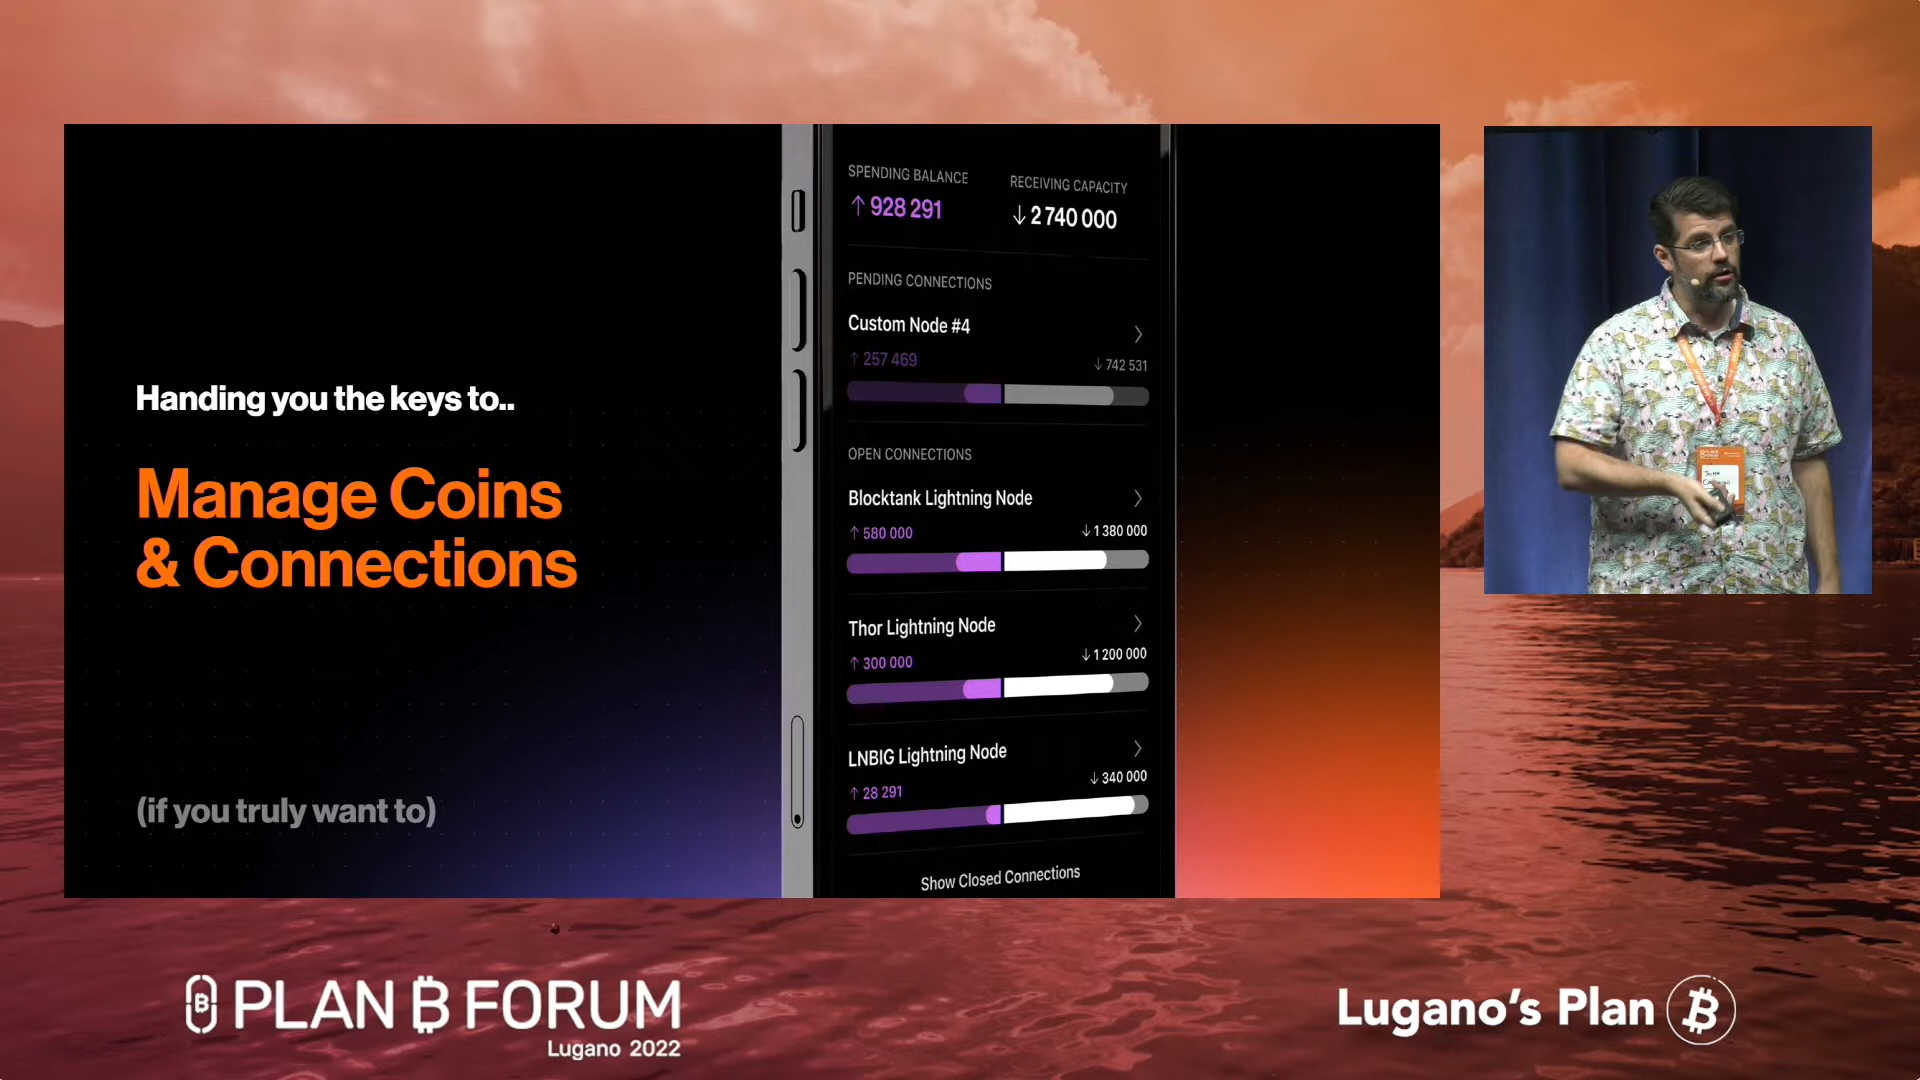 Handing you the keys to..
Manage Coins
& Connections
(if you truly want to)
SPENDING BALANCE
↑ 928 291
RECEIVING CAPACITY
↓ 2 740 000
PENDING CONNECTIONS
Custom Node #4
↑ 257 469
↓ 742 531
OPEN CONNECTIONS
Blocktank Lightning Node
↑ 580 000
↓ 1 380 000
Thor Lightning Node
↑ 300 000
↓ 1 200 000
LNBIG Lightning Node
↑ 28 291
↓ 340 000
Show Closed Connections
PLAN ₿ FORUM
Lugano 2022
Lugano's Plan ₿